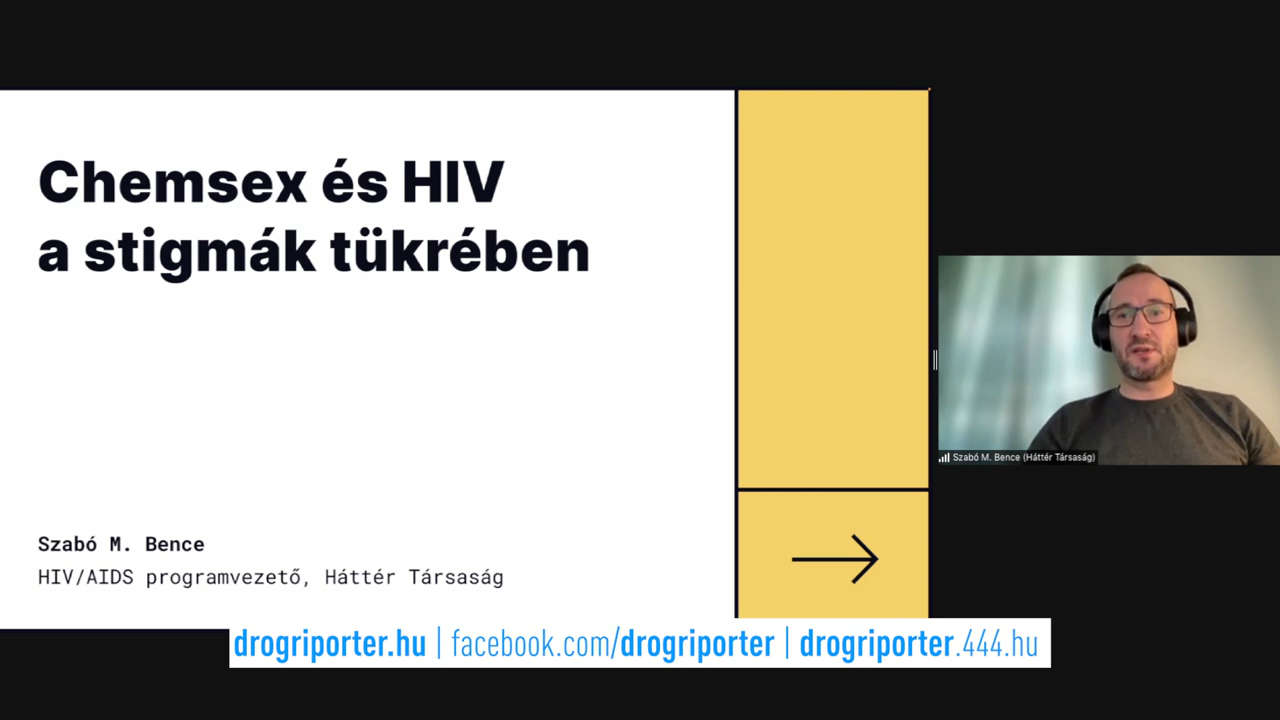 Chemsex és HIV
a stigmák tükrében
Szabó M. Bence
HIV/AIDS programvezető, Háttér Társaság
Szabó M. Bence (Háttér Társaság)
drogriporter.hu | facebook.com/drogriporter | drogriporter.444.hu